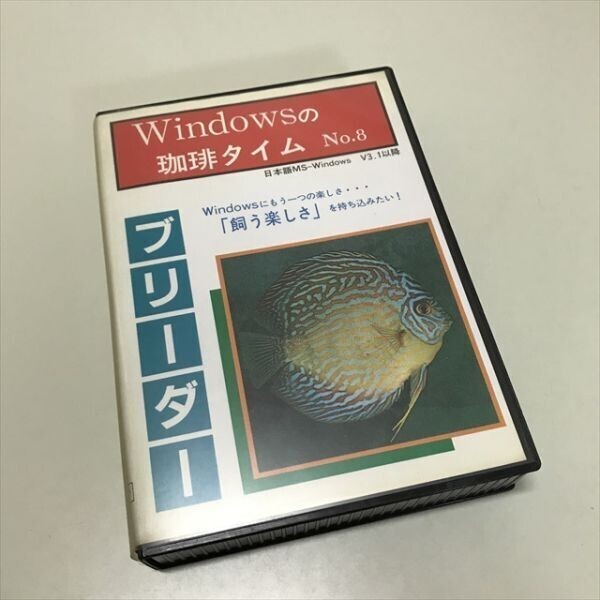 Windowsの
珈琲タイム No.8
日本語MS-Windows V3.1以降
Windowsにもう一つの楽しさ・・・
「飼う楽しさ」を持ち込みたい！
ブリーダー